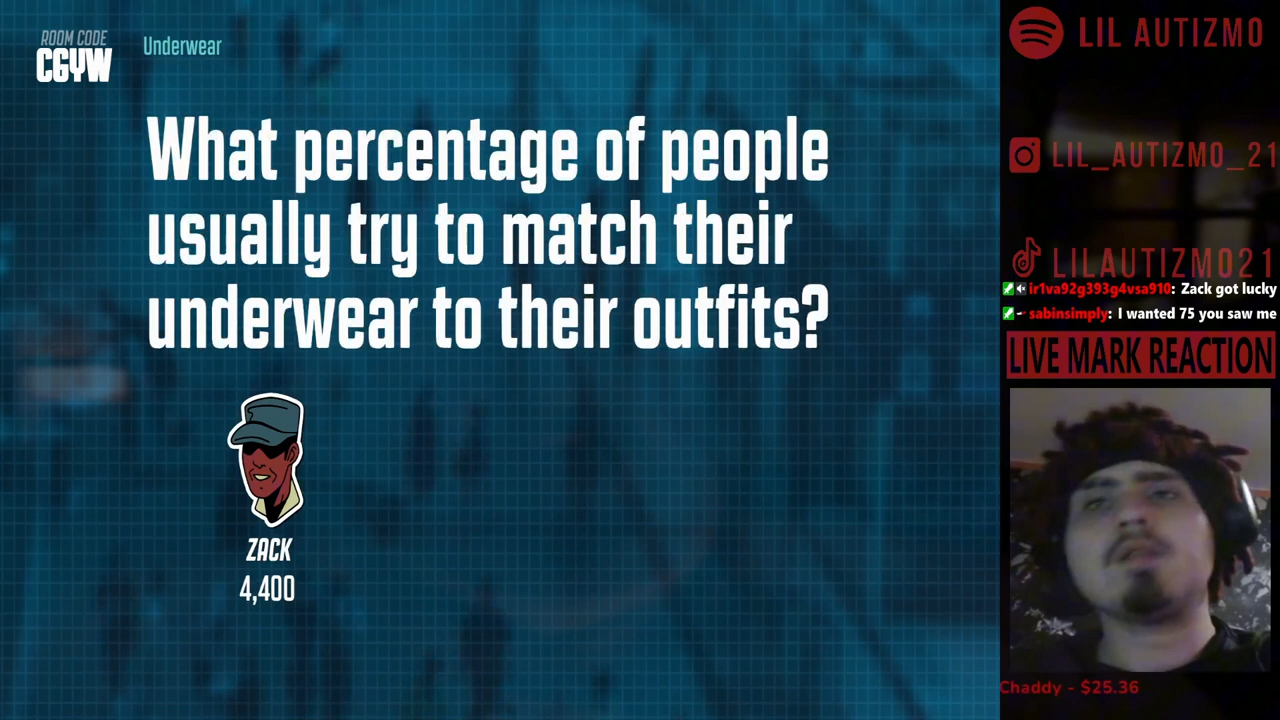 ROOM CODE
CGYW
Underwear
What percentage of people
usually try to match their
underwear to their outfits?
ZACK
4,400
LIL AUTIZMO
LIL_AUTIZMO_21
LILAUTIZMO21
ir1va92g393g4vsa910: Zack got lucky
sabinsimply: I wanted 75 you saw me
LIVE MARK REACTION
Chaddy - $25.36